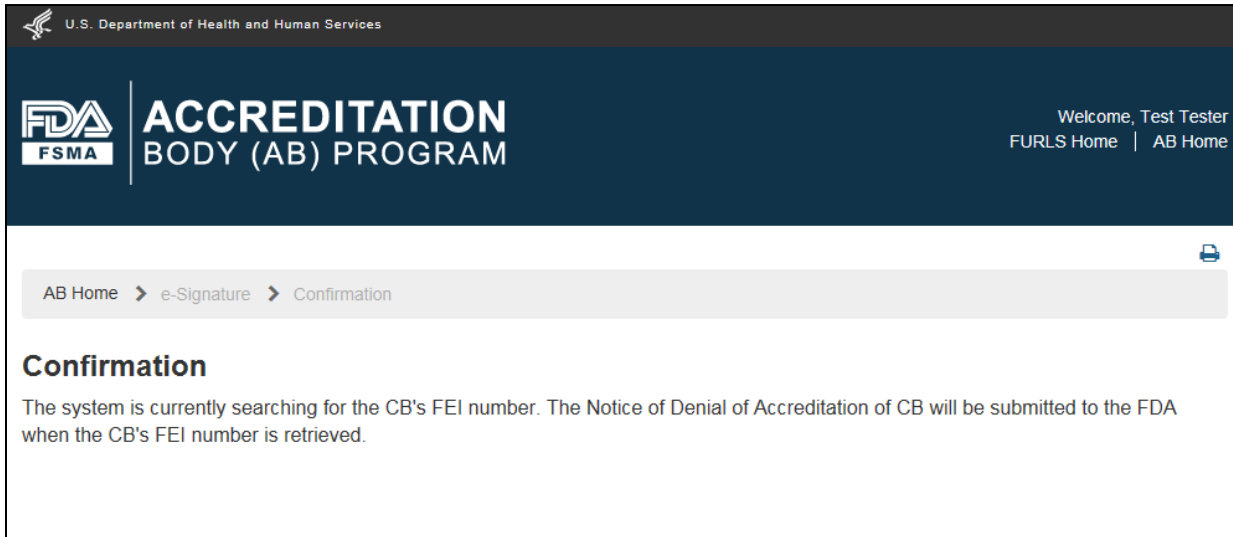 U.S. Department of Health and Human Services
FDA
FSMA
ACCREDITATION
BODY (AB) PROGRAM
Welcome, Test Tester
FURLS Home | AB Home
AB Home > e-Signature > Confirmation
Confirmation
The system is currently searching for the CB's FEI number. The Notice of Denial of Accreditation of CB will be submitted to the FDA
when the CB's FEI number is retrieved.